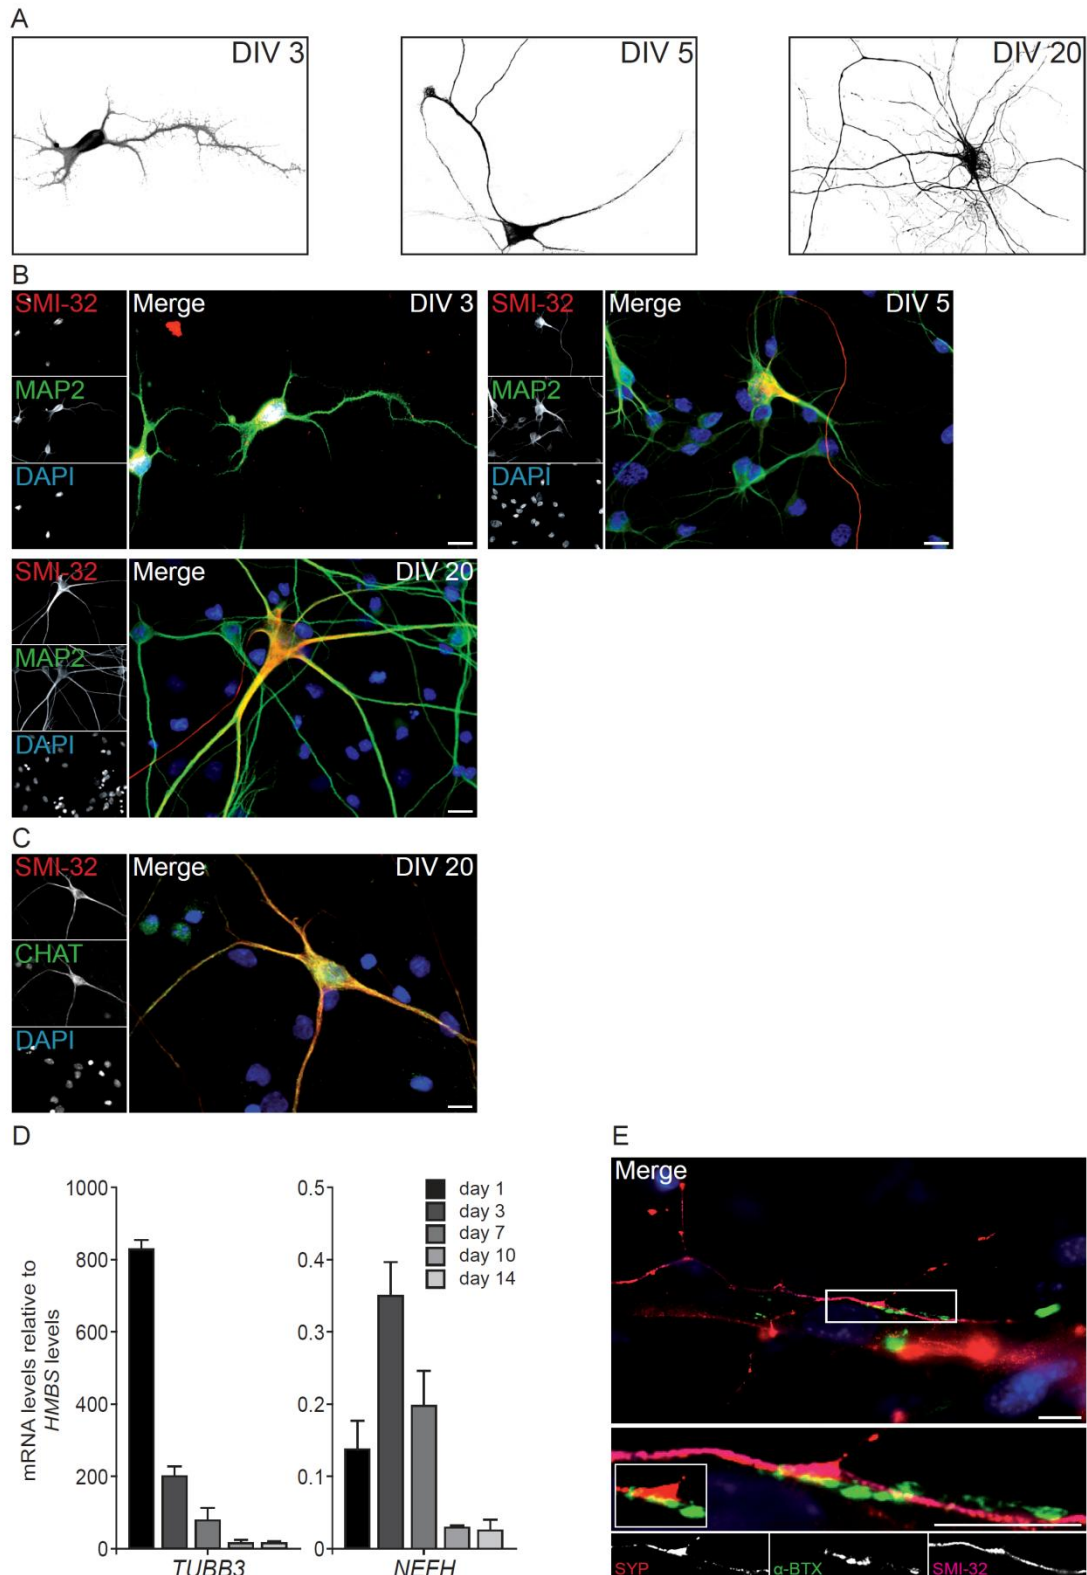 A
DIV 3
DIV 5
DIV 20
B
SMI-32
Merge
DIV 3
MAP2
DAPI
SMI-32
Merge
DIV 5
MAP2
DAPI
SMI-32
Merge
DIV 20
MAP2
DAPI
C
SMI-32
Merge
DIV 20
CHAT
DAPI
D
mRNA levels relative to
HMBS levels
1000
800
600
400
200
0
TUBB3
0.5
0.4
0.3
0.2
0.1
0
NEFH
day 1
day 3
day 7
day 10
day 14
E
Merge
SYP
α-BTX
SMI-32